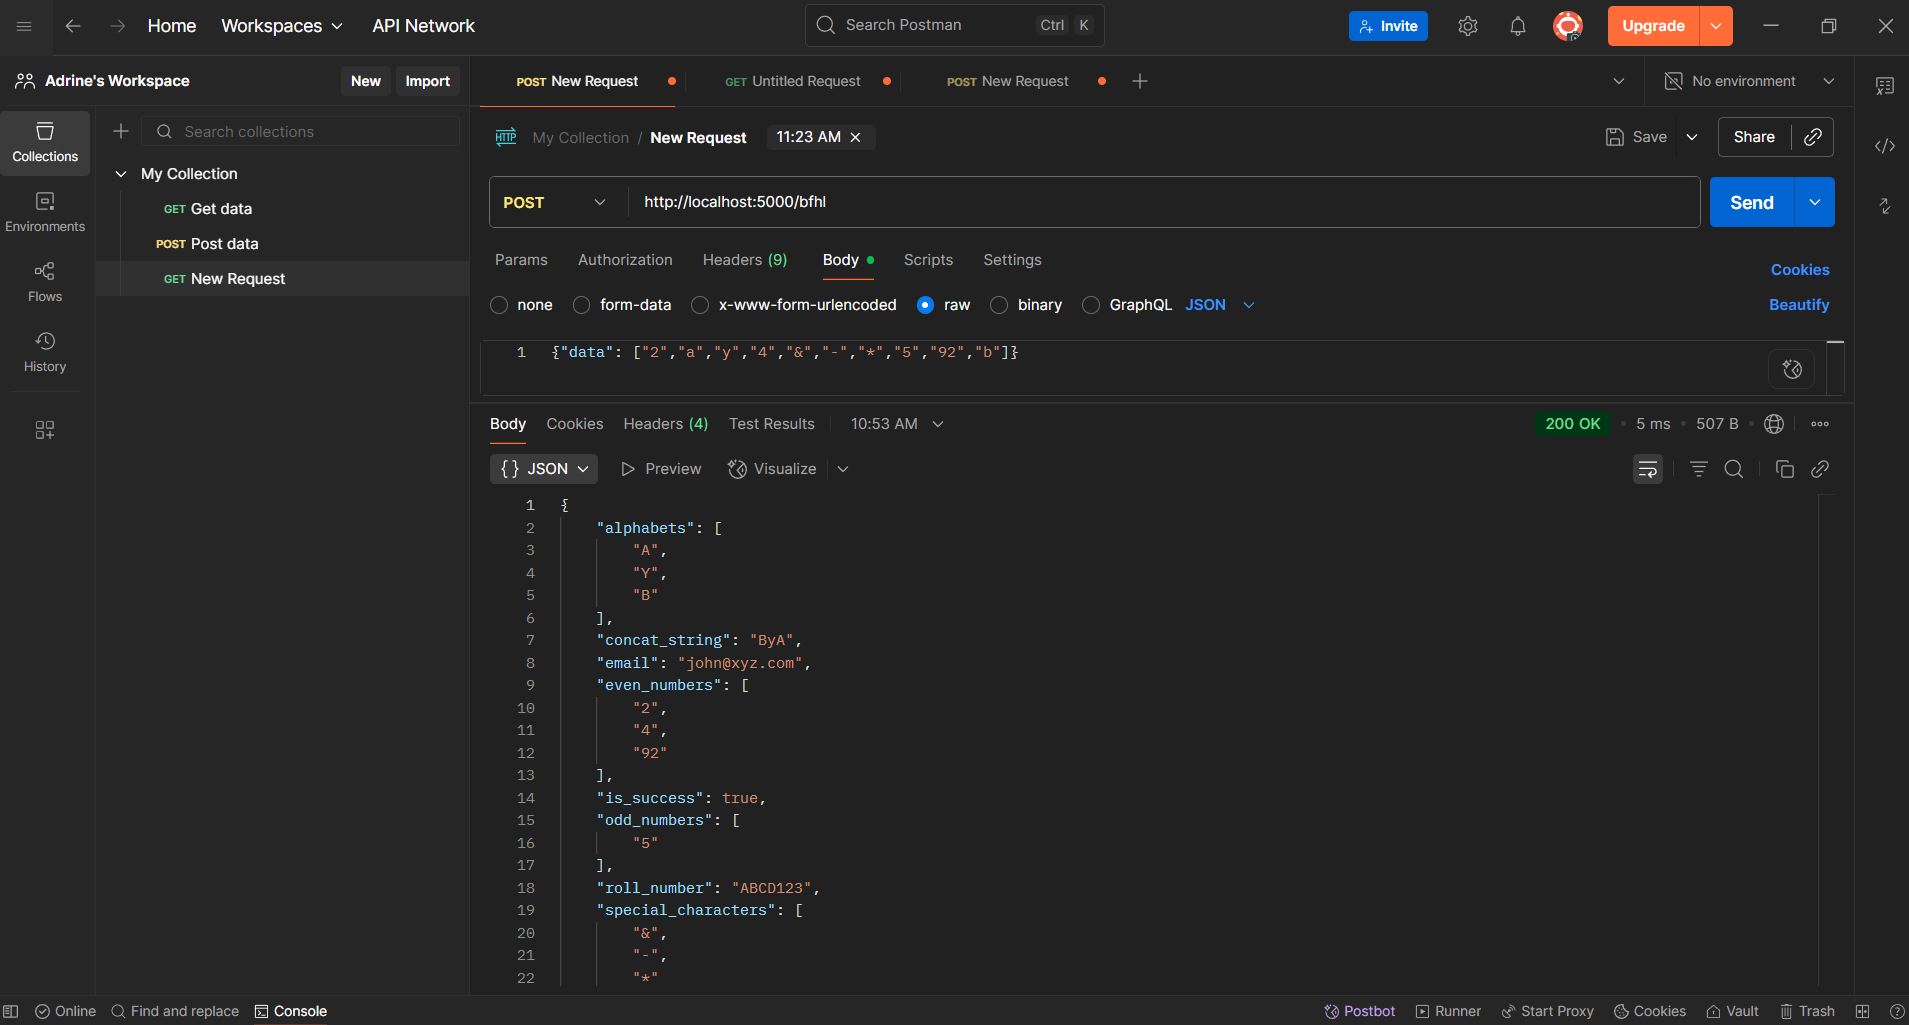 Home Workspaces API Network Search Postman Ctrl K Invite Upgrade
Adrine's Workspace New Import
POST New Request GET Untitled Request POST New Request No environment
Search collections
Collections
Environments
Flows
History
My Collection
GET Get data
POST Post data
GET New Request
HTTP My Collection / New Request 11:23 AM Save Share
POST http://localhost:5000/bfhl Send
Params Authorization Headers (9) Body Scripts Settings Cookies
none form-data x-www-form-urlencoded raw binary GraphQL JSON Beautify
1 {"data": ["2","a","y","4","&","-","*","5","92","b"]}
Body Cookies Headers (4) Test Results 10:53 AM 200 OK • 5 ms • 507 B
{} JSON Preview Visualize
1 {
2 "alphabets": [
3 "A",
4 "Y",
5 "B"
6 ],
7 "concat_string": "ByA",
8 "email": "john@xyz.com",
9 "even_numbers": [
10 "2",
11 "4",
12 "92"
13 ],
14 "is_success": true,
15 "odd_numbers": [
16 "5"
17 ],
18 "roll_number": "ABCD123",
19 "special_characters": [
20 "&",
21 "-",
22 "*"
Online Find and replace Console Postbot Runner Start Proxy Cookies Vault Trash